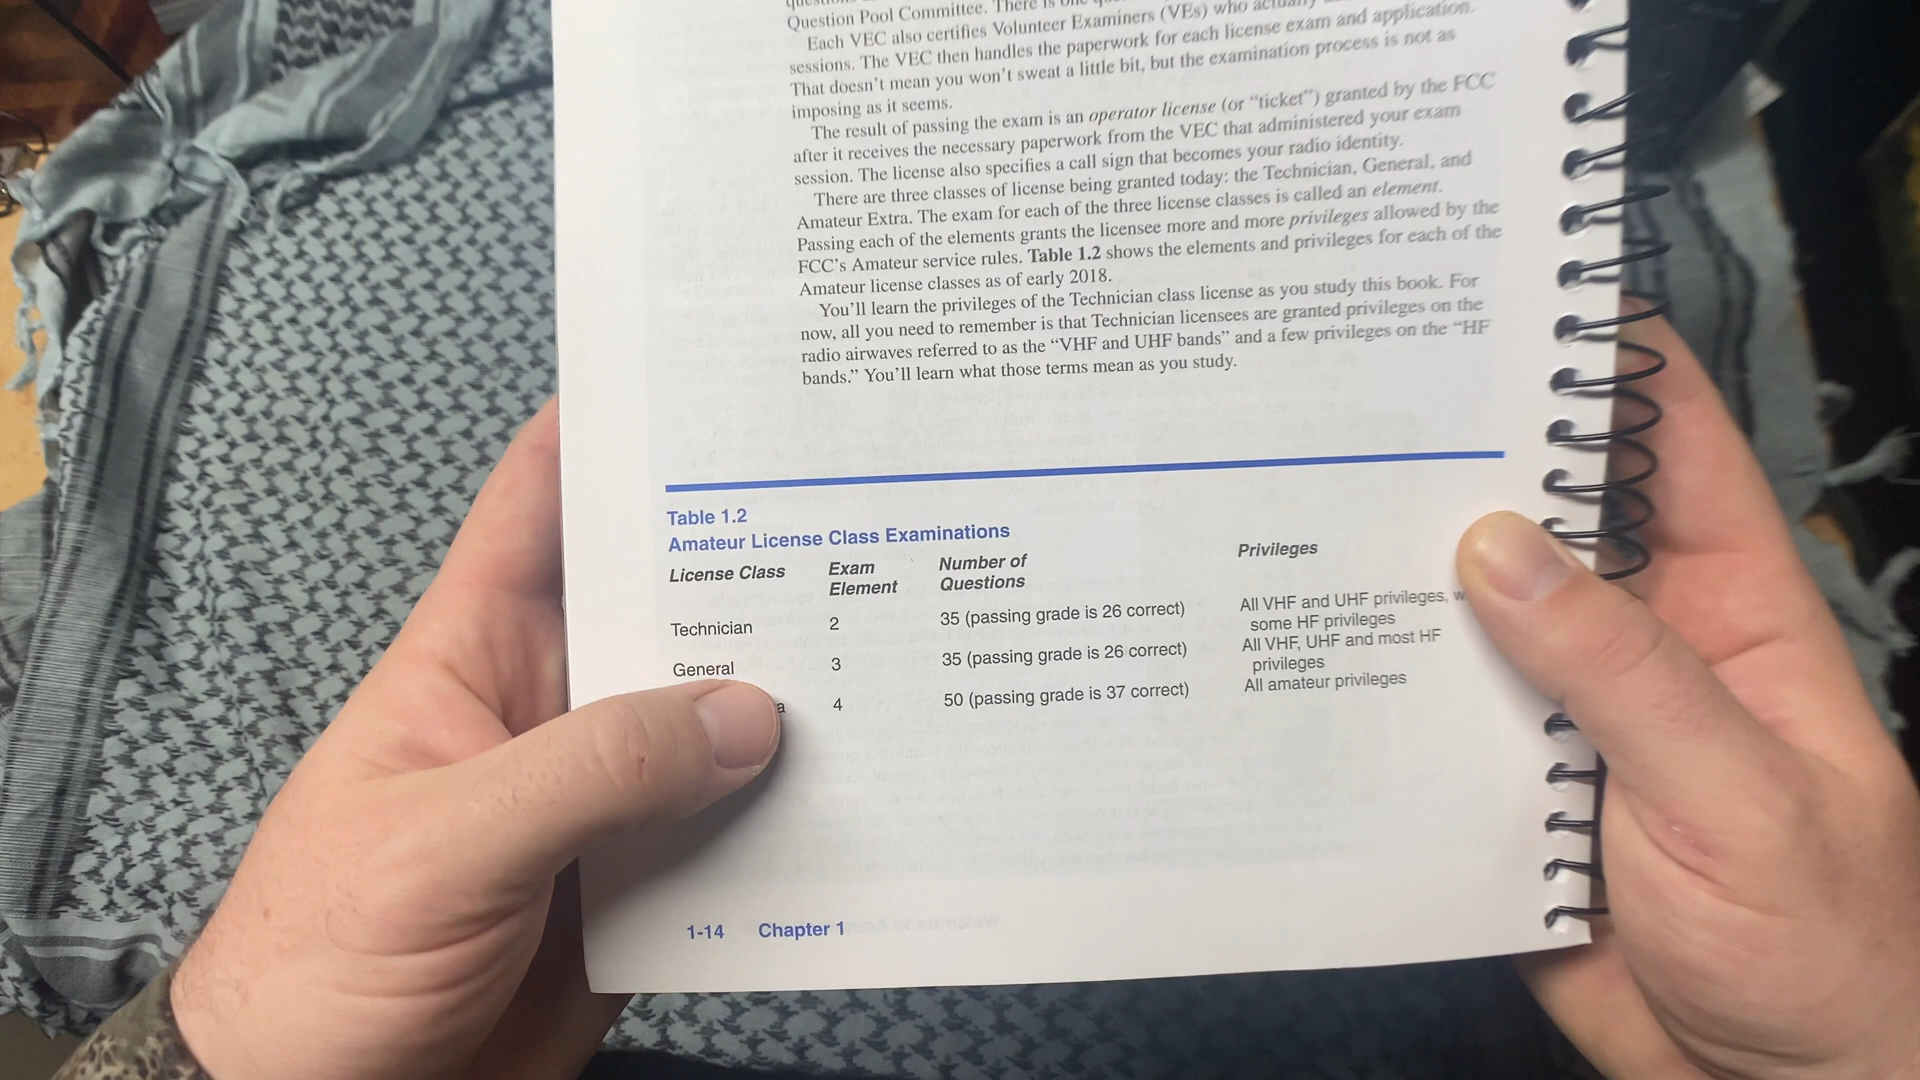 Question Pool Committee. There is one
Each VEC also certifies Volunteer Examiners (VEs) who actually
sessions. The VEC then handles the paperwork for each license exam and application.
That doesn't mean you won't sweat a little bit, but the examination process is not as
imposing as it seems.
The result of passing the exam is an operator license (or “ticket”) granted by the FCC
after it receives the necessary paperwork from the VEC that administered your exam
session. The license also specifies a call sign that becomes your radio identity.
There are three classes of license being granted today: the Technician, General, and
Amateur Extra. The exam for each of the three license classes is called an element.
Passing each of the elements grants the licensee more and more privileges allowed by the
FCC's Amateur service rules. Table 1.2 shows the elements and privileges for each of the
Amateur license classes as of early 2018.
You'll learn the privileges of the Technician class license as you study this book. For
now, all you need to remember is that Technician licensees are granted privileges on the
radio airwaves referred to as the “VHF and UHF bands” and a few privileges on the “HF
bands.” You'll learn what those terms mean as you study.
Table 1.2
Amateur License Class Examinations
License Class Exam Element Number of Questions Privileges
Technician 2 35 (passing grade is 26 correct) All VHF and UHF privileges,
some HF privileges
General 3 35 (passing grade is 26 correct) All VHF, UHF and most HF
privileges
4 50 (passing grade is 37 correct) All amateur privileges
1-14 Chapter 1